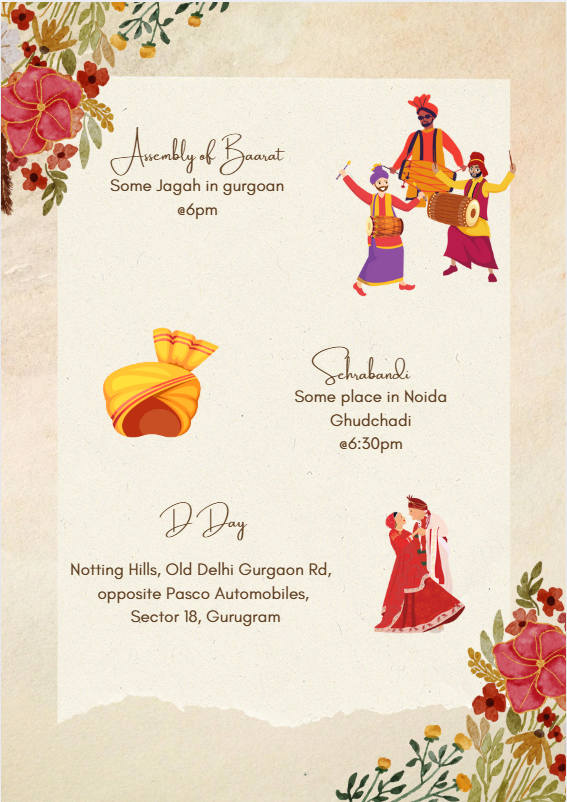 Assembly of Baarat
Some Jagah in gurgoan
@6pm
Sehrabandi
Some place in Noida
Ghudchadi
@6:30pm
D Day
Notting Hills, Old Delhi Gurgaon Rd,
opposite Pasco Automobiles,
Sector 18, Gurugram